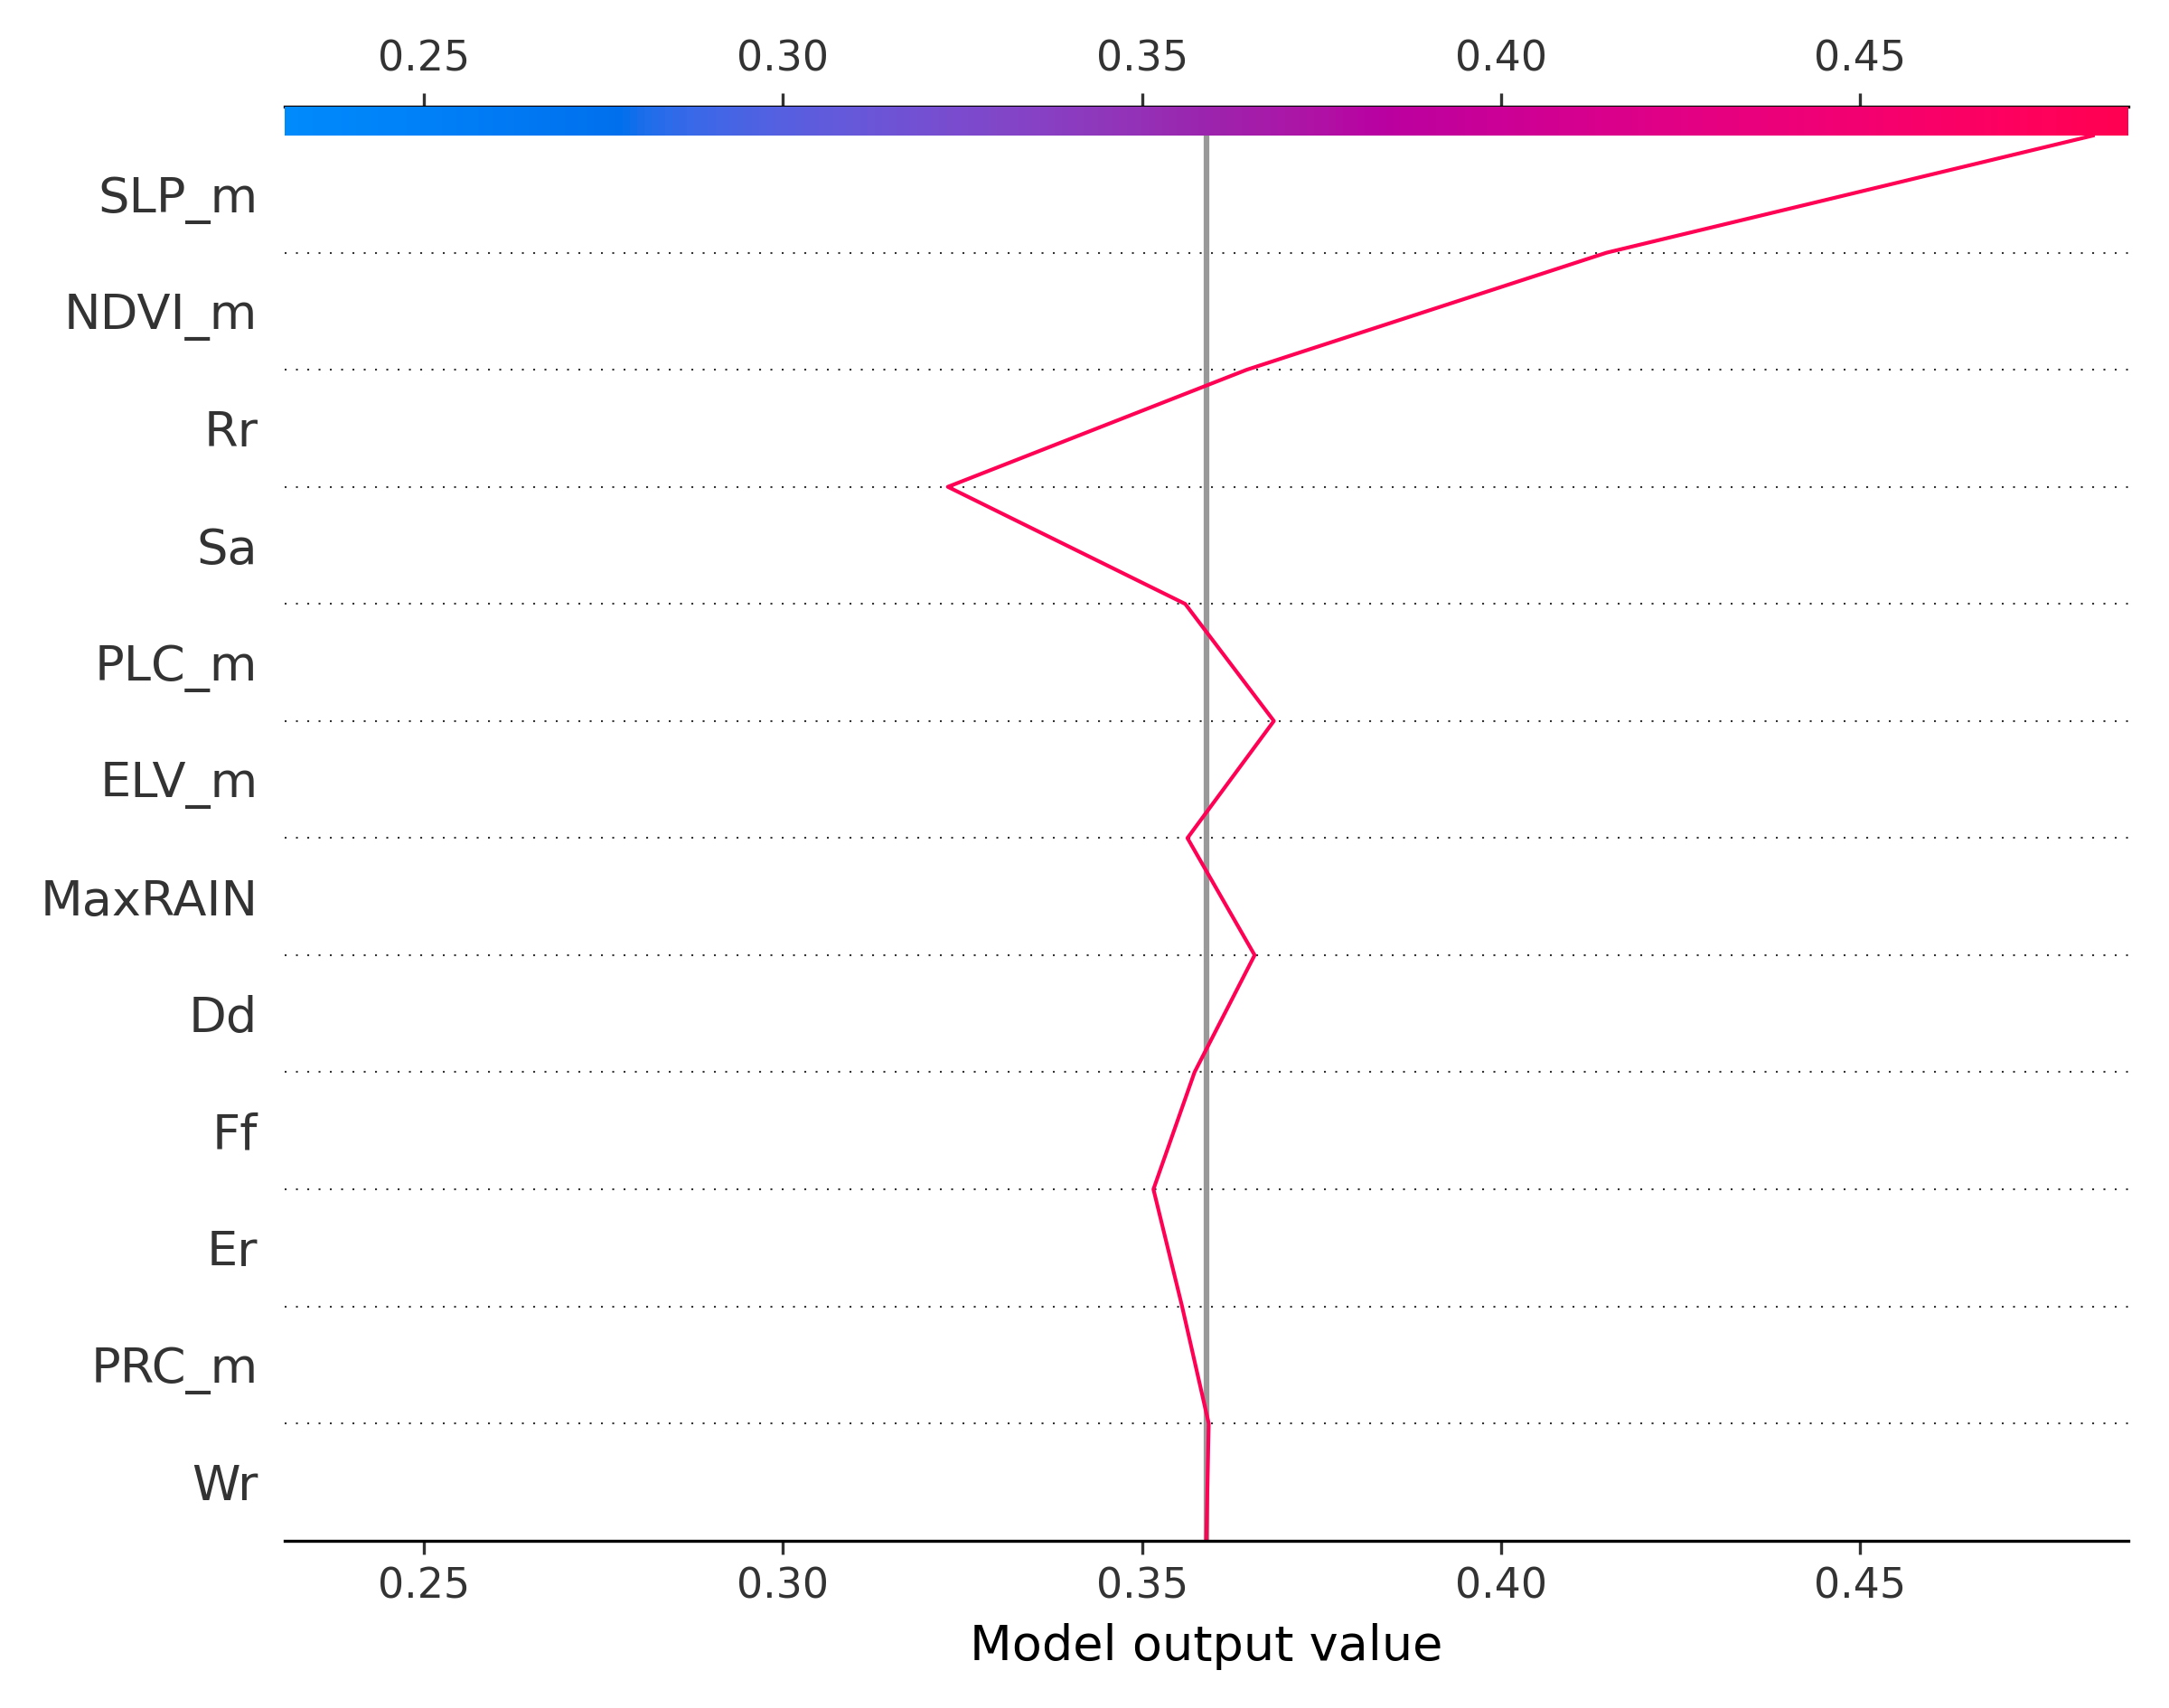 0.25 0.30 0.35 0.40 0.45
SLP_m
NDVI_m
Rr
Sa
PLC_m
ELV_m
MaxRAIN
Dd
Ff
Er
PRC_m
Wr
0.25 0.30 0.35 0.40 0.45
Model output value